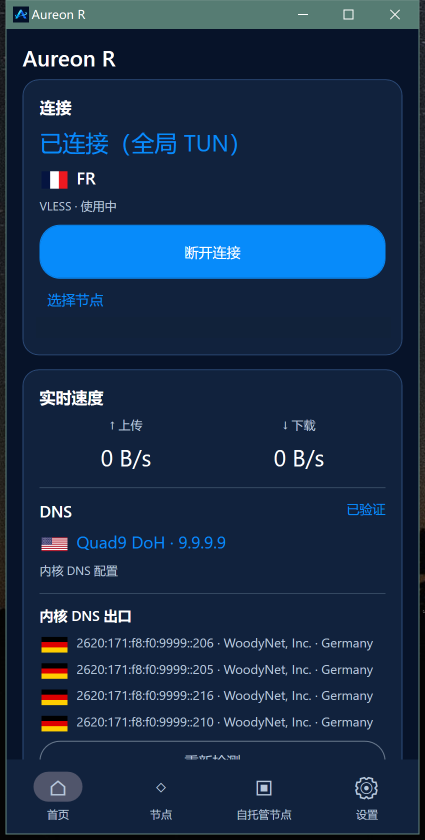 Aureon R
Aureon R
连接
已连接（全局 TUN）
FR
VLESS · 使用中
断开连接
选择节点
实时速度
↑ 上传
↓ 下载
0 B/s
0 B/s
DNS
已验证
Quad9 DoH · 9.9.9.9
内核 DNS 配置
内核 DNS 出口
2620:171:f8:f0:9999::206 · WoodyNet, Inc. · Germany
2620:171:f8:f0:9999::205 · WoodyNet, Inc. · Germany
2620:171:f8:f0:9999::216 · WoodyNet, Inc. · Germany
2620:171:f8:f0:9999::210 · WoodyNet, Inc. · Germany
重新检测
首页
节点
自托管节点
设置